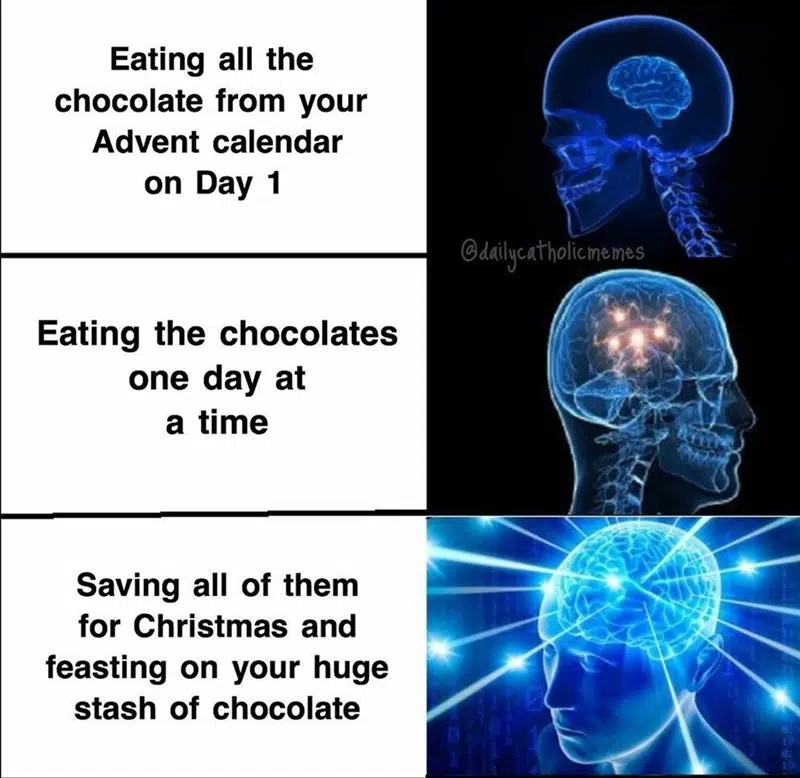 Eating all the
chocolate from your
Advent calendar
on Day 1
@dailycatholicmemes
Eating the chocolates
one day at
a time
Saving all of them
for Christmas and
feasting on your huge
stash of chocolate